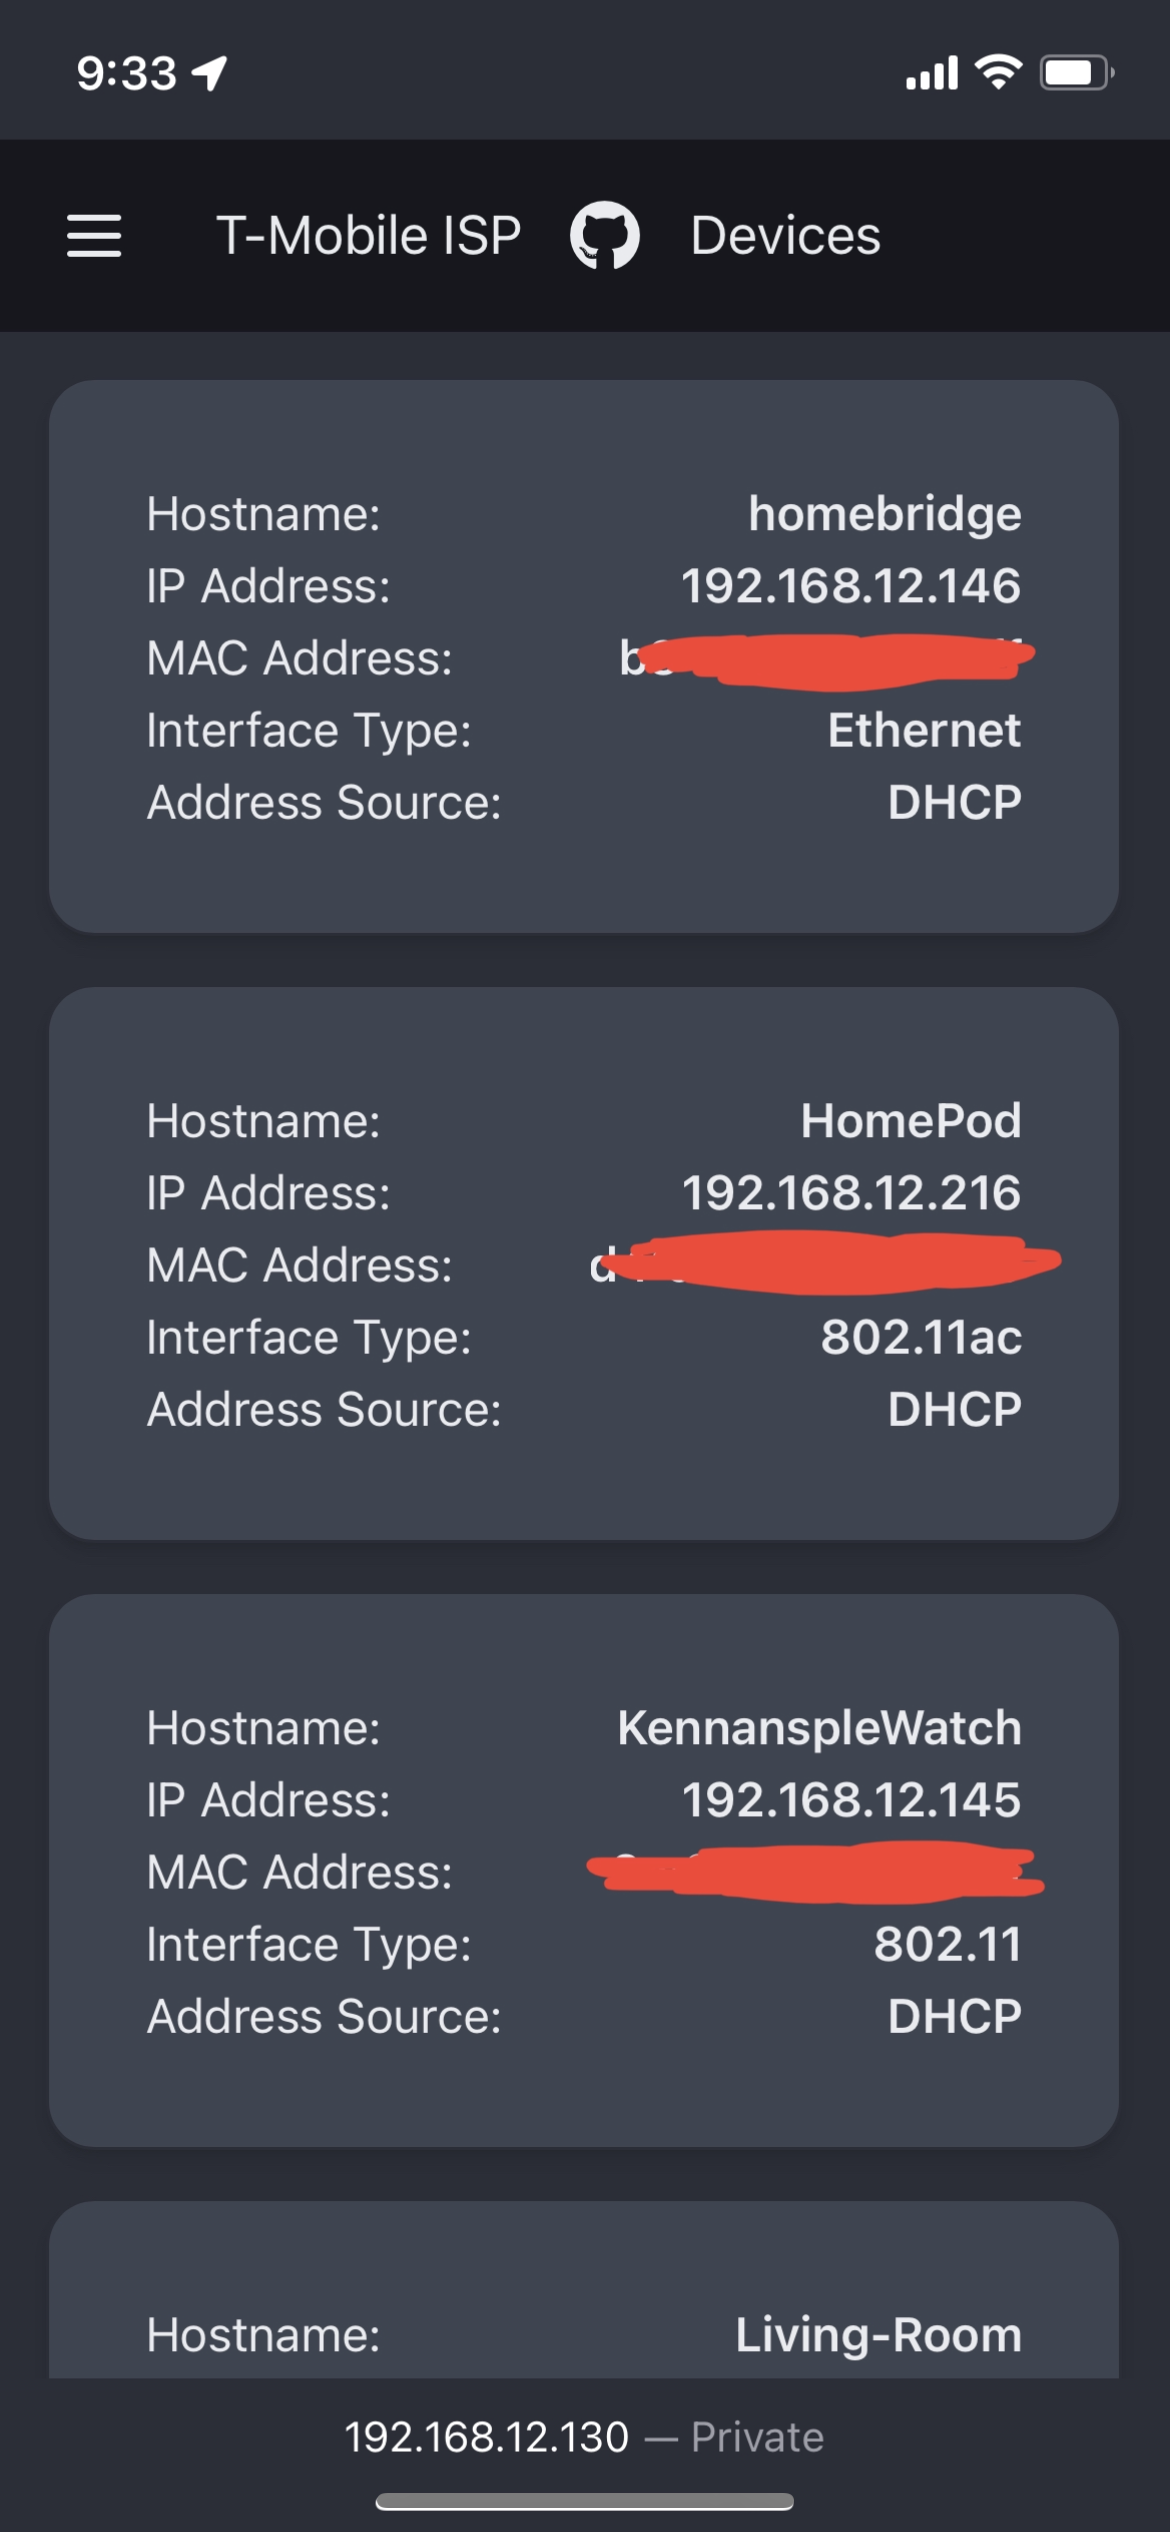 9:33
T-Mobile ISP Devices
Hostname: homebridge
IP Address: 192.168.12.146
MAC Address:
Interface Type: Ethernet
Address Source: DHCP
Hostname: HomePod
IP Address: 192.168.12.216
MAC Address:
Interface Type: 802.11ac
Address Source: DHCP
Hostname: KennanspleWatch
IP Address: 192.168.12.145
MAC Address:
Interface Type: 802.11
Address Source: DHCP
Hostname: Living-Room
192.168.12.130 — Private